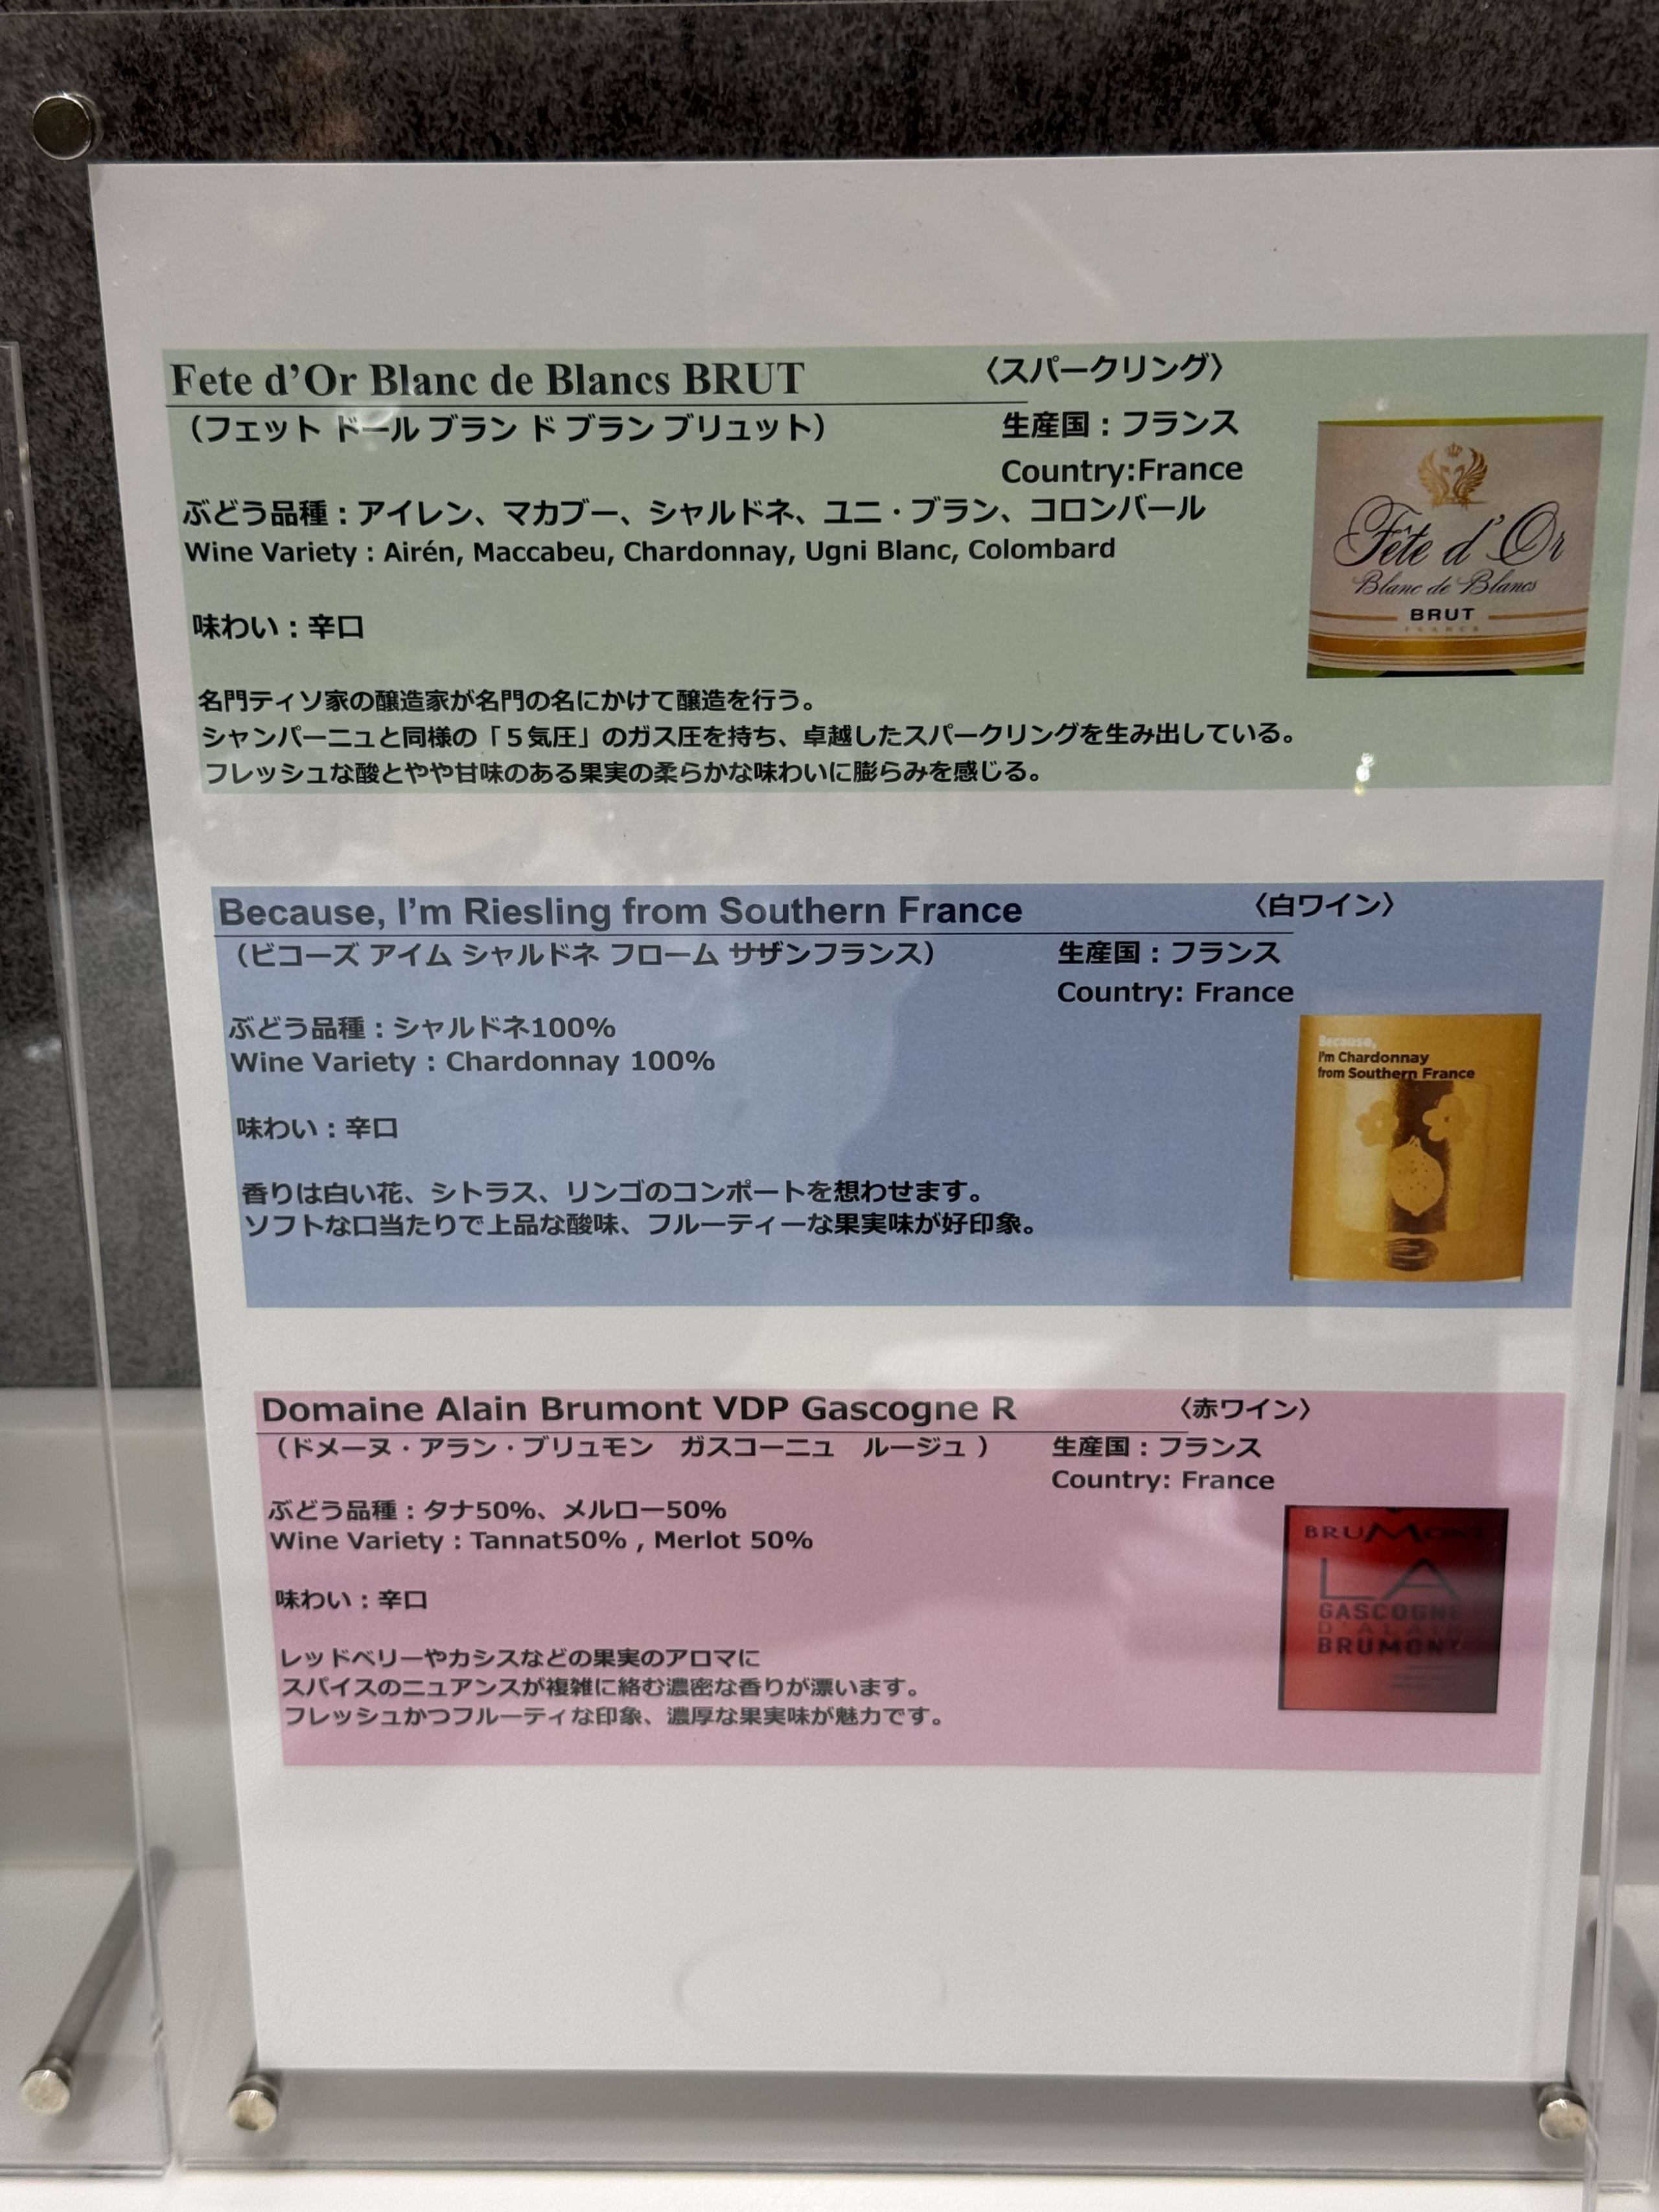 Fete d’Or Blanc de Blancs BRUT
〈スパークリング〉
（フェット ドール ブラン ド ブラン ブリュット）
生産国：フランス
Country:France
ぶどう品種：アイレン、マカブー、シャルドネ、ユニ・ブラン、コロンバール
Wine Variety : Airén, Maccabeu, Chardonnay, Ugni Blanc, Colombard
味わい：辛口
名門ティソ家の醸造家が名門の名にかけて醸造を行う。
シャンパーニュと同様の「５気圧」のガス圧を持ち、卓越したスパークリングを生み出している。
フレッシュな酸とやや甘味のある果実の柔らかな味わいに膨らみを感じる。
Fête d’Or
Blanc de Blancs
BRUT
FRANCE
Because, I’m Riesling from Southern France
〈白ワイン〉
（ビコーズ アイム シャルドネ フローム サザンフランス）
生産国：フランス
Country: France
ぶどう品種：シャルドネ100%
Wine Variety : Chardonnay 100%
味わい：辛口
香りは白い花、シトラス、リンゴのコンポートを想わせます。
ソフトな口当たりで上品な酸味、フルーティーな果実味が好印象。
Because,
I’m Chardonnay
from Southern France
Domaine Alain Brumont VDP Gascogne R
〈赤ワイン〉
（ドメーヌ・アラン・ブリュモン　ガスコーニュ　ルージュ ）
生産国：フランス
Country: France
ぶどう品種：タナ50%、メルロー50%
Wine Variety : Tannat50% , Merlot 50%
味わい：辛口
レッドベリーやカシスなどの果実のアロマに
スパイスのニュアンスが複雑に絡む濃密な香りが漂います。
フレッシュかつフルーティな印象、濃厚な果実味が魅力です。
BRUMONT
LA
GASCOGNE
D’ALAIN
BRUMONT